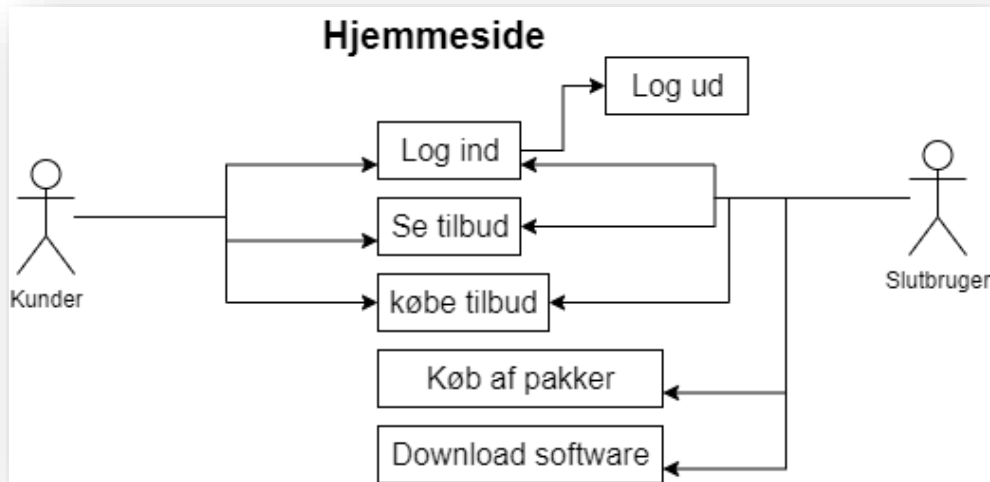 Hjemmeside
Log ud
Log ind
Se tilbud
købe tilbud
Køb af pakker
Download software
Kunder
Slutbruger